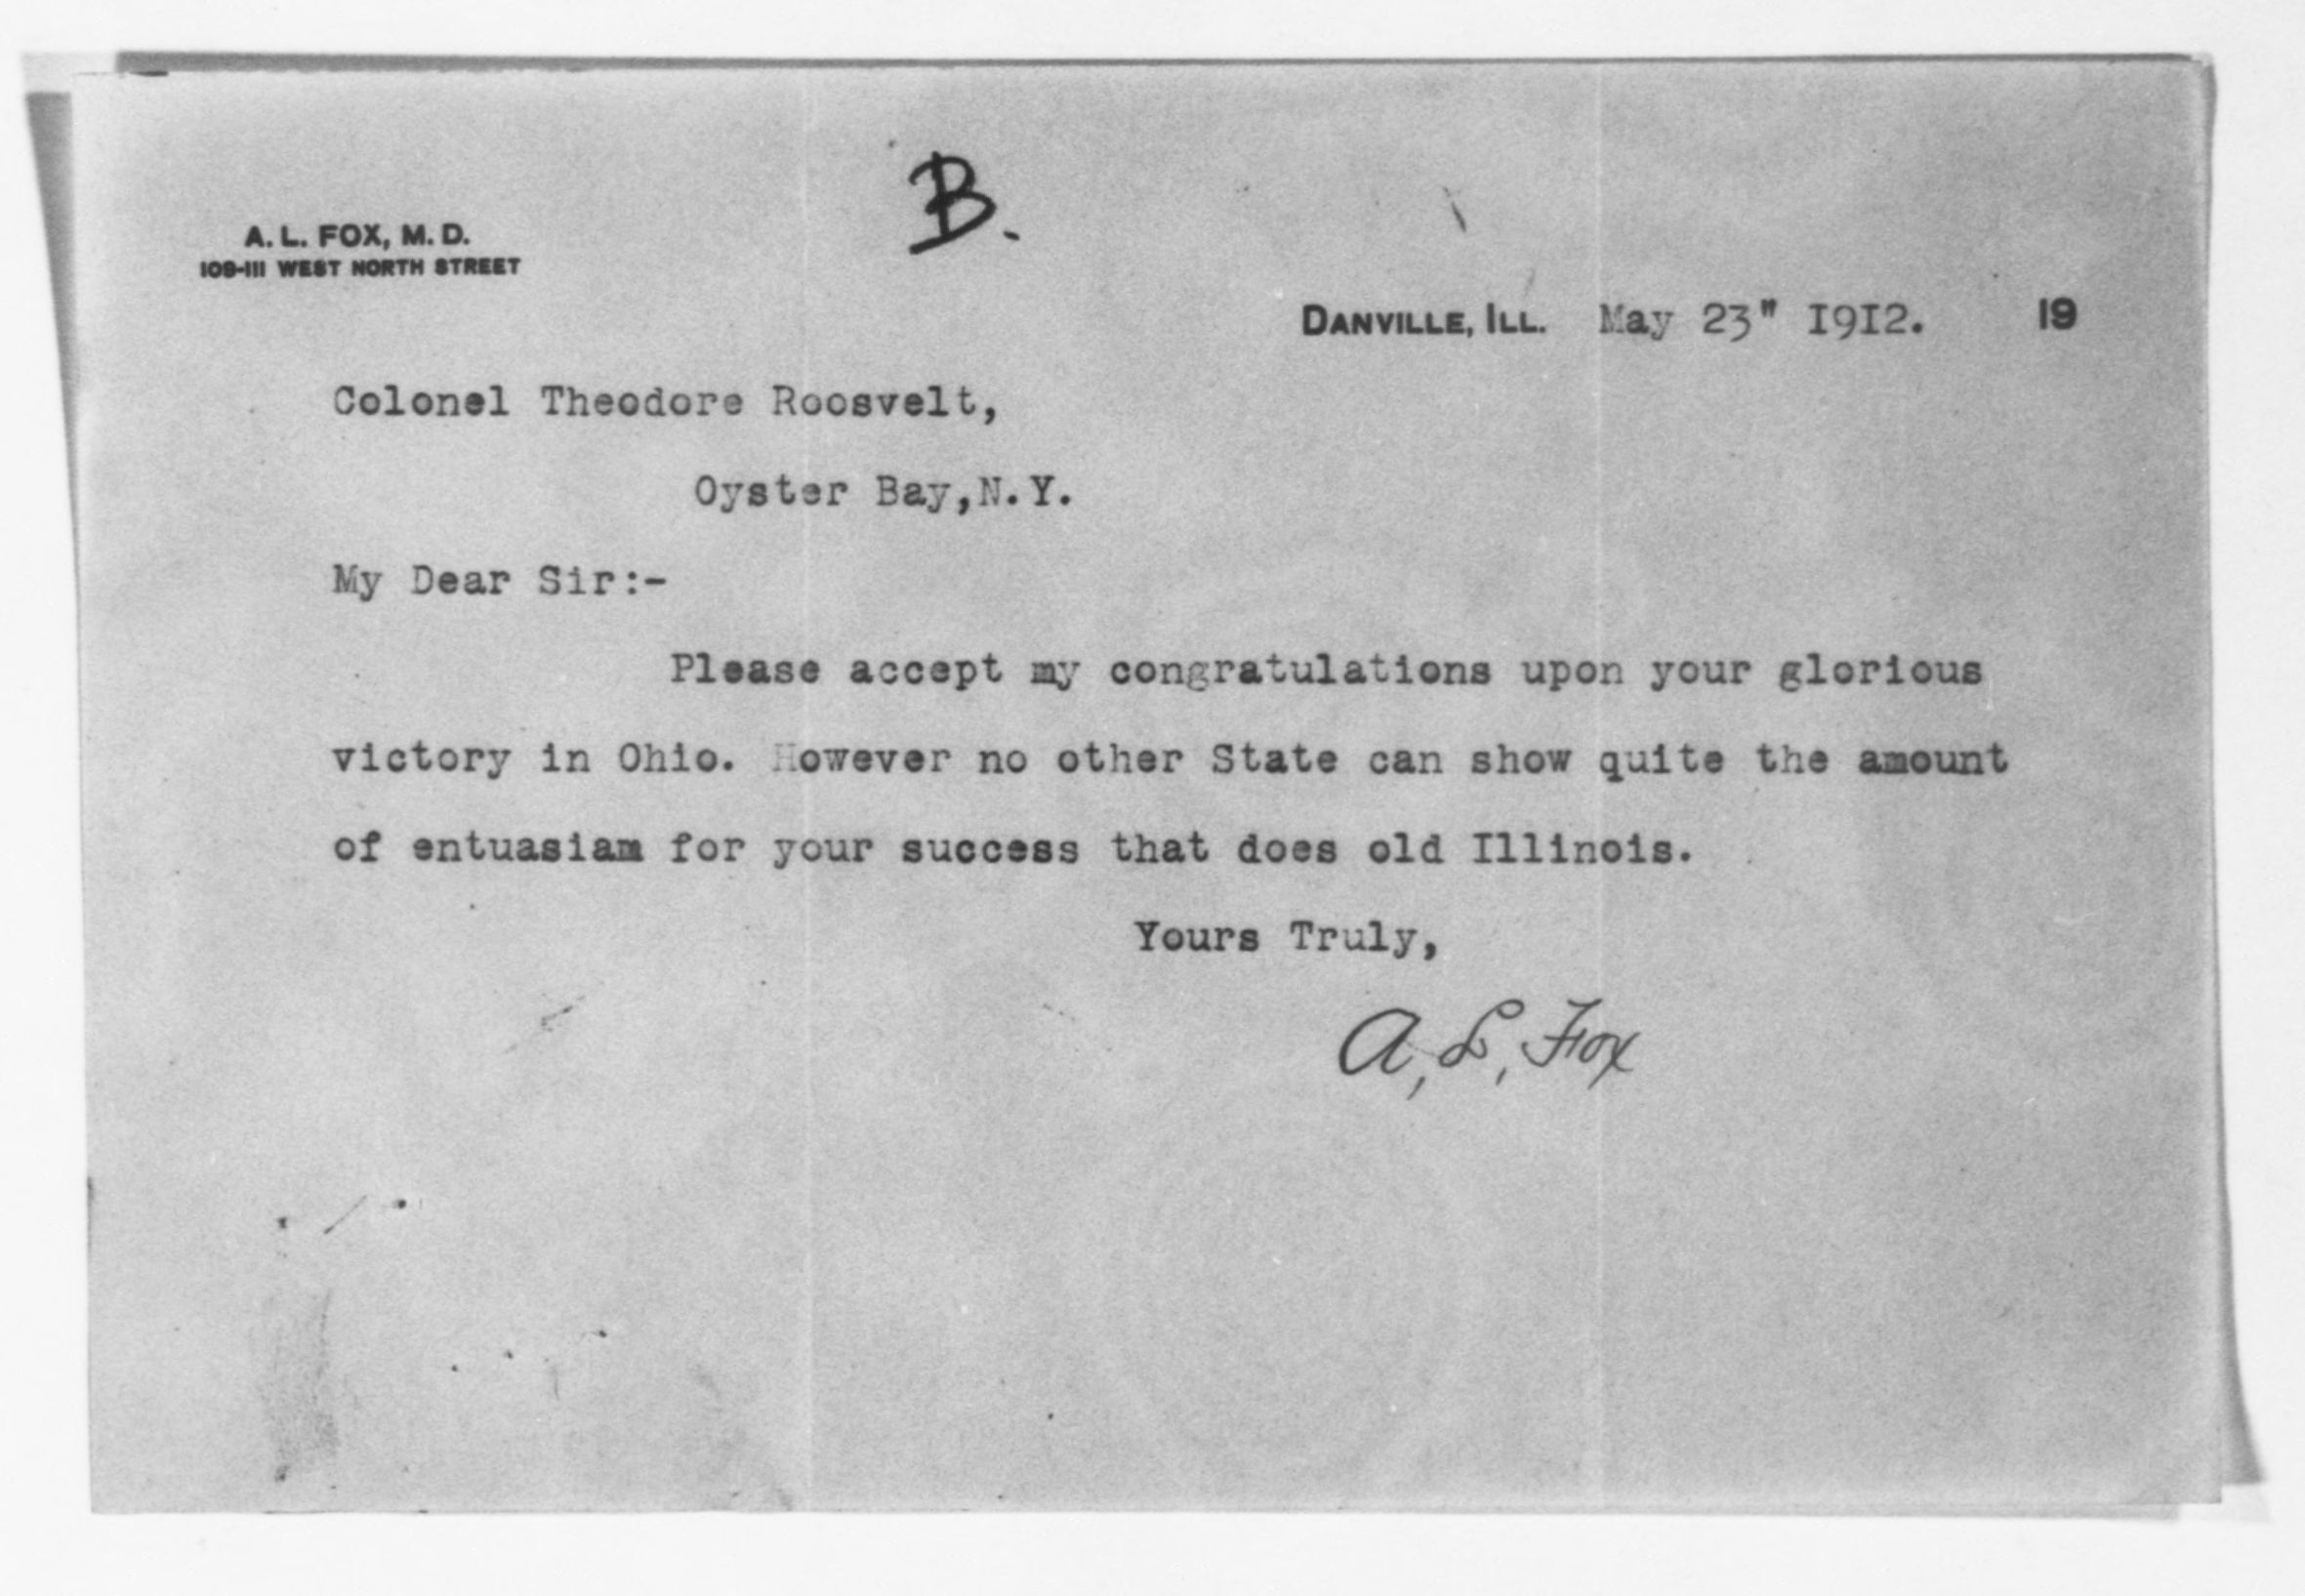 B.
A. L. FOX, M. D.
109-111 WEST NORTH STREET
DANVILLE, ILL. May 23" I9I2. 19
Colonel Theodore Roosvelt,
Oyster Bay,N.Y.
My Dear Sir:-
Please accept my congratulations upon your glorious
victory in Ohio. However no other State can show quite the amount
of entuasiam for your success that does old Illinois.
Yours Truly,
A, L, Fox